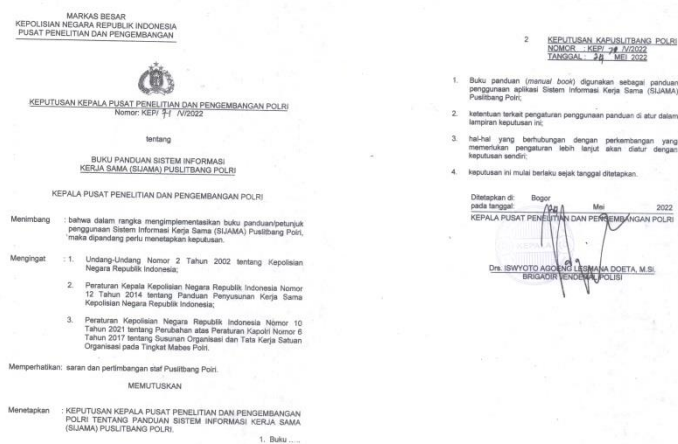 MARKAS BESAR
KEPOLISIAN NEGARA REPUBLIK INDONESIA
PUSAT PENELITIAN DAN PENGEMBANGAN
KEPUTUSAN KEPALA PUSAT PENELITIAN DAN PENGEMBANGAN POLRI
Nomor: KEP/ 71 /V/2022
tentang
BUKU PANDUAN SISTEM INFORMASI
KERJA SAMA (SIJAMA) PUSLITBANG POLRI
KEPALA PUSAT PENELITIAN DAN PENGEMBANGAN POLRI
Menimbang : bahwa dalam rangka mengimplementasikan buku panduan/petunjuk
penggunaan Sistem Informasi Kerja Sama (SIJAMA) Puslitbang Polri,
maka dipandang perlu menetapkan keputusan.
Mengingat : 1. Undang-Undang Nomor 2 Tahun 2002 tentang Kepolisian
Negara Republik Indonesia;
2. Peraturan Kepala Kepolisian Negara Republik Indonesia Nomor
12 Tahun 2014 tentang Panduan Penyusunan Kerja Sama
Kepolisian Negara Republik Indonesia;
3. Peraturan Kepolisian Negara Republik Indonesia Nomor 10
Tahun 2021 tentang Perubahan atas Peraturan Kapolri Nomor 6
Tahun 2017 tentang Susunan Organisasi dan Tata Kerja Satuan
Organisasi pada Tingkat Mabes Polri.
Memperhatikan: saran dan pertimbangan staf Puslitbang Polri.
MEMUTUSKAN
Menetapkan : KEPUTUSAN KEPALA PUSAT PENELITIAN DAN PENGEMBANGAN
POLRI TENTANG PANDUAN SISTEM INFORMASI KERJA SAMA
(SIJAMA) PUSLITBANG POLRI.
1. Buku .....
2 KEPUTUSAN KAPUSLITBANG POLRI
NOMOR : KEP/ /V/2022
TANGGAL : 24 MEI 2022
1. Buku panduan (manual book) digunakan sebagai panduan
penggunaan aplikasi Sistem Informasi Kerja Sama (SIJAMA)
Puslitbang Polri;
2. ketentuan terkait pengaturan penggunaan panduan di atur dalam
lampiran keputusan ini;
3. hal-hal yang berhubungan dengan perkembangan yang
memerlukan pengaturan lebih lanjut akan diatur dengan
keputusan sendiri;
4. keputusan ini mulai berlaku sejak tanggal ditetapkan.
Ditetapkan di: Bogor
pada tanggal: Mei 2022
KEPALA PUSAT PENELITIAN DAN PENGEMBANGAN POLRI
Drs. ISWYOTO AGOENG LESMANA DOETA, M.Si.
BRIGADIR JENDERAL POLISI